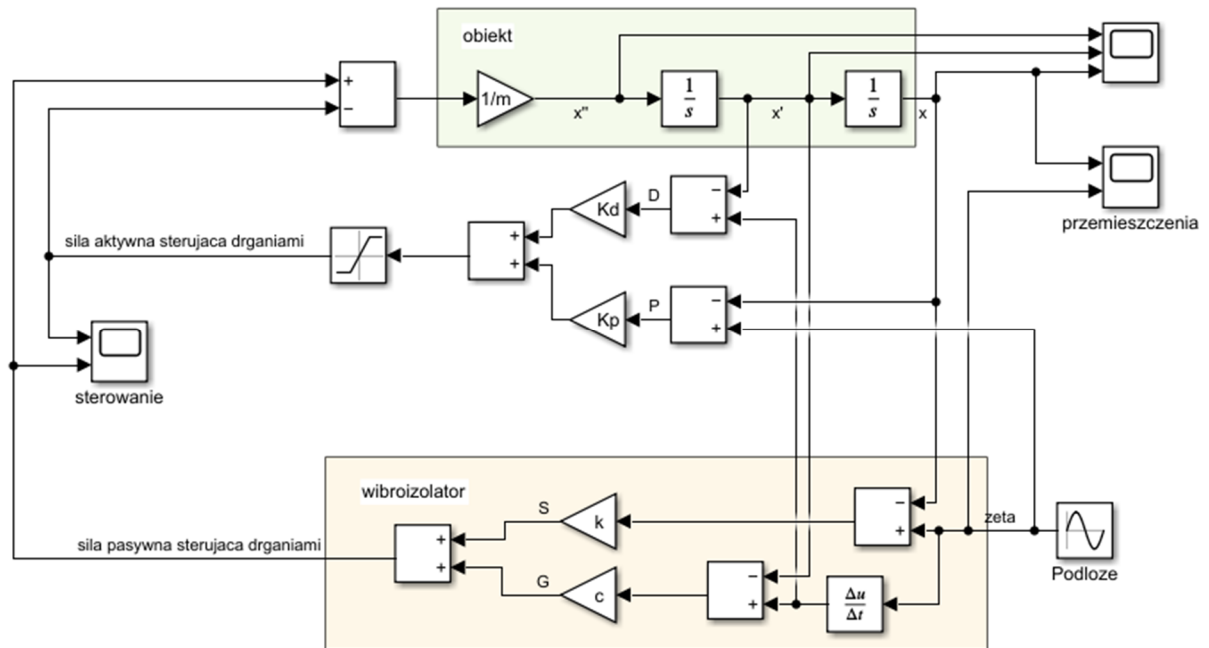 obiekt
+
−
1/m
x''
1
s
x'
1
s
x
przemieszczenia
Kd
D
−
+
+
+
sila aktywna sterujaca drganiami
Kp
P
−
+
sterowanie
wibroizolator
S
k
−
+
zeta
sila pasywna sterujaca drganiami
+
+
G
c
−
+
Δu
Δt
Podloze